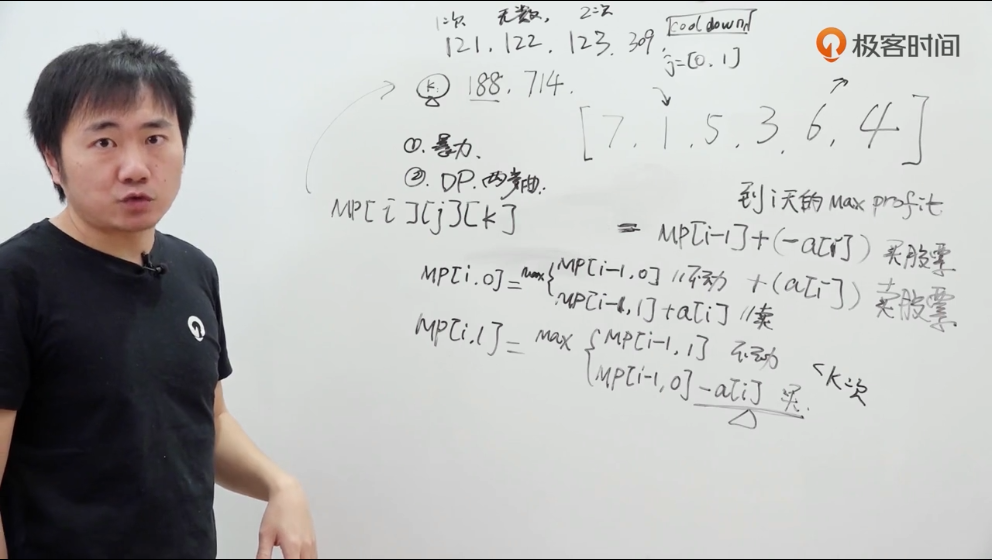 1次 无数次 2次
121. 122. 123. 309. cool down
j=[0,1]
极客时间
k 188. 714.
[7, 1, 5, 3, 6, 4]
①. 暴力.
②. DP.
MP[i][j][k]
到i天的 max profit
= MP[i-1]+(-a[i]) 买股票
+(a[i]) 卖股票
MP[i,0]= max{MP[i-1,0] //不动
MP[i-1,1]+a[i] //卖
MP[i,1]= max {MP[i-1,1] 不动
MP[i-1,0]-a[i] 买.
<K次